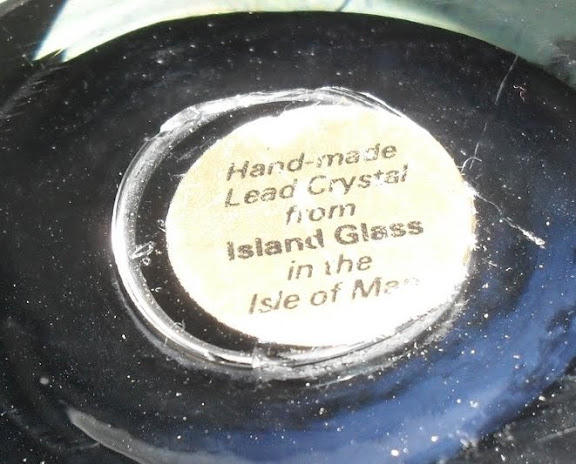 Hand-made
Lead Crystal
from
Island Glass
in the
Isle of Man